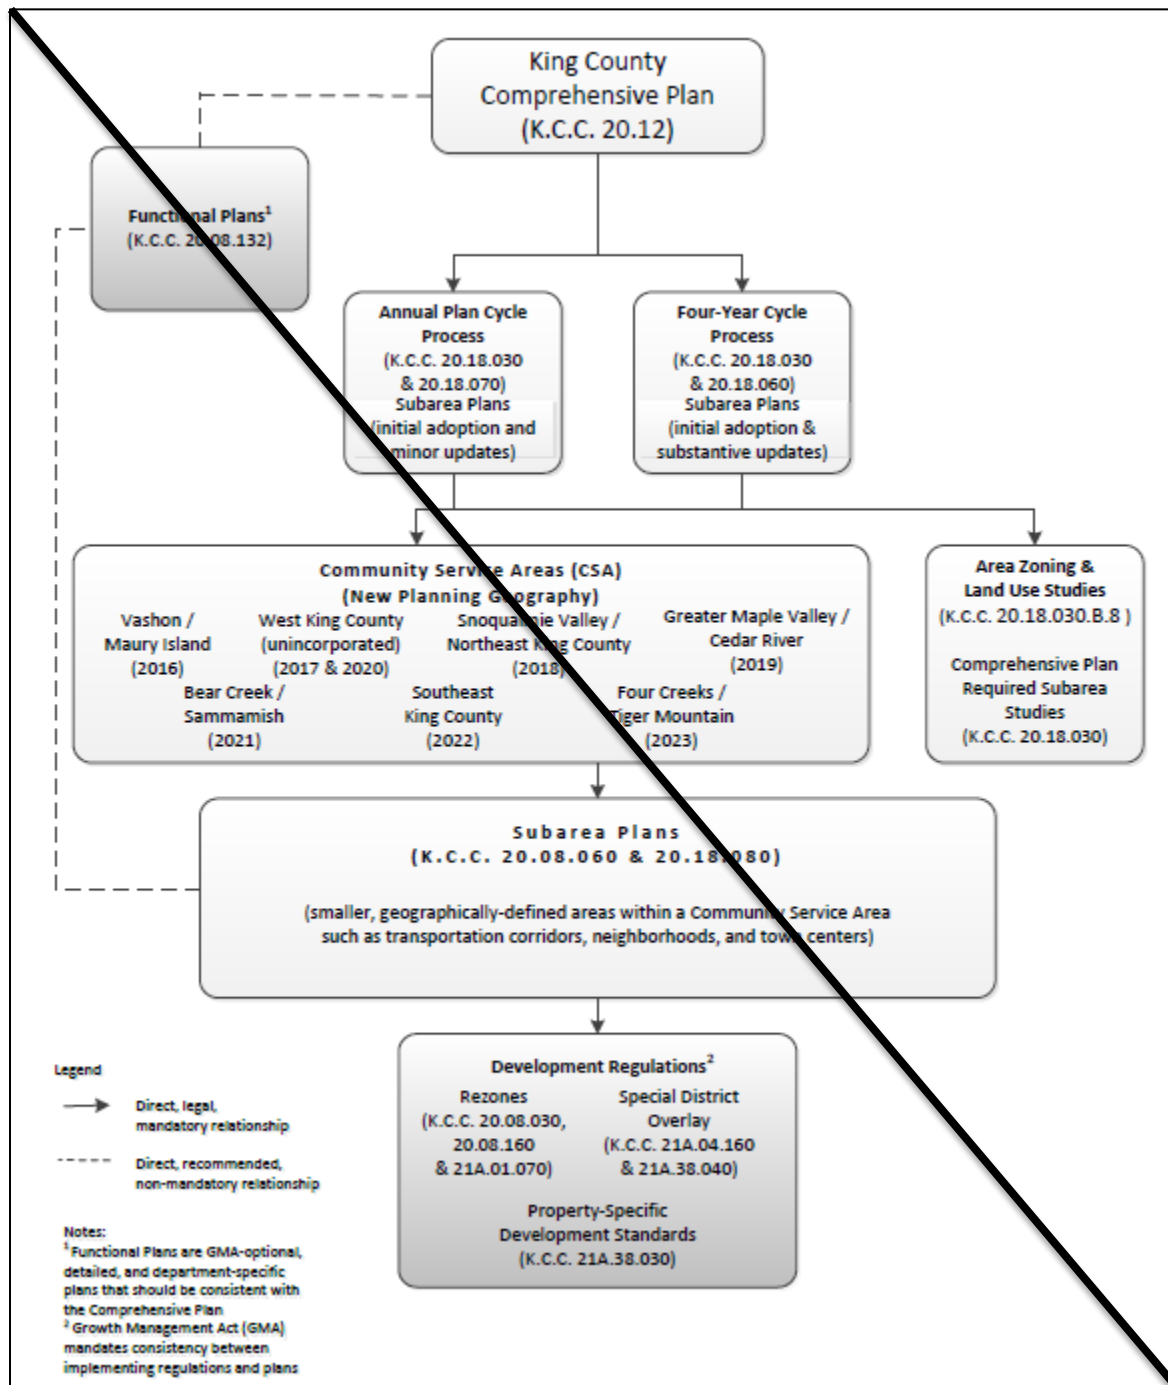 King County
Comprehensive Plan
(K.C.C. 20.12)
Functional Plans¹
(K.C.C. 20.08.132)
Annual Plan Cycle
Process
(K.C.C. 20.18.030
& 20.18.070)
Subarea Plans
(initial adoption and
minor updates)
Four-Year Cycle
Process
(K.C.C. 20.18.030
& 20.18.060)
Subarea Plans
(initial adoption &
substantive updates)
Community Service Areas (CSA)
(New Planning Geography)
Vashon /
Maury Island
(2016)
West King County
(unincorporated)
(2017 & 2020)
Snoqualmie Valley /
Northeast King County
(2018)
Greater Maple Valley /
Cedar River
(2019)
Bear Creek /
Sammamish
(2021)
Southeast
King County
(2022)
Four Creeks /
Tiger Mountain
(2023)
Area Zoning &
Land Use Studies
(K.C.C. 20.18.030.B.8 )
Comprehensive Plan
Required Subarea
Studies
(K.C.C. 20.18.030)
Subarea Plans
(K.C.C. 20.08.060 & 20.18.080)
(smaller, geographically-defined areas within a Community Service Area
such as transportation corridors, neighborhoods, and town centers)
Development Regulations²
Rezones
(K.C.C. 20.08.030,
20.08.160
& 21A.01.070)
Special District
Overlay
(K.C.C. 21A.04.160
& 21A.38.040)
Property-Specific
Development Standards
(K.C.C. 21A.38.030)
Legend
Direct, legal,
mandatory relationship
Direct, recommended,
non-mandatory relationship
Notes:
¹ Functional Plans are GMA-optional,
detailed, and department-specific
plans that should be consistent with
the Comprehensive Plan
² Growth Management Act (GMA)
mandates consistency between
implementing regulations and plans